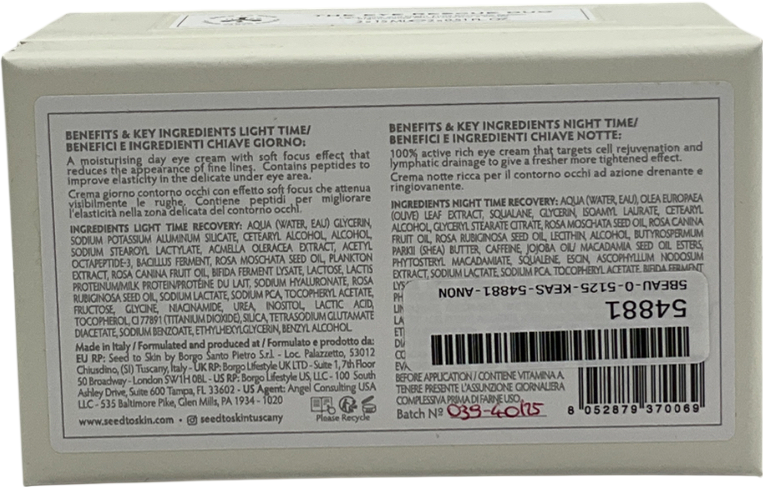 THE EYE RESCUE DUO
BENEFITS & KEY INGREDIENTS LIGHT TIME/
BENEFICI E INGREDIENTI CHIAVE GIORNO:
A moisturising day eye cream with soft focus effect that
reduces the appearance of fine lines. Contains peptides to
improve elasticity in the delicate under eye area.
Crema giorno contorno occhi con effetto soft focus che attenua
visibilmente le rughe. Contiene peptidi per migliorare
l'elasticità nella zona delicata del contorno occhi.
INGREDIENTS LIGHT TIME RECOVERY: AQUA (WATER, EAU) GLYCERIN,
SODIUM POTASSIUM ALUMINUM SILICATE, CETEARYL ALCOHOL, ALCOHOL,
SODIUM STEAROYL LACTYLATE, ACMELLA OLERACEA EXTRACT, ACETYL
OCTAPEPTIDE-3, BACILLUS FERMENT, ROSA MOSCHATA SEED OIL, PLANKTON
EXTRACT, ROSA CANINA FRUIT OIL, BIFIDA FERMENT LYSATE, LACTOSE, LACTIS
PROTEINUM/MILK PROTEIN/PROTÉINE DU LAIT, SODIUM HYALURONATE, ROSA
RUBIGINOSA SEED OIL, SODIUM LACTATE, SODIUM PCA, TOCOPHERYL ACETATE,
FRUCTOSE, GLYCINE, NIACINAMIDE, UREA, INOSITOL, LACTIC ACID,
TOCOPHEROL, CI 77891 (TITANIUM DIOXIDE), SILICA, TETRASODIUM GLUTAMATE
DIACETATE, SODIUM BENZOATE, ETHYLHEXYLGLYCERIN, BENZYL ALCOHOL.
Made in Italy / Formulated and produced at / Formulato e prodotto da:
EU RP: Seed to Skin by Borgo Santo Pietro S.r.l. - Loc. Palazzetto, 53012
Chiusdino, (SI) Tuscany, Italy - UK RP: Borgo Lifestyle UK LTD - Suite 1, 7th Floor
50 Broadway - London SW1H 0BL - US RP: Borgo Lifestyle US, LLC - 100 South
Ashley Drive, Suite 600 Tampa, FL 33602 - US Agent: Angel Consulting USA
LLC - 535 Baltimore Pike, Glen Mills, PA 1934 - 1020
www.seedtoskin.com • seedtoskintuscany
Please Recycle
BENEFITS & KEY INGREDIENTS NIGHT TIME/
BENEFICI E INGREDIENTI CHIAVE NOTTE:
100% active rich eye cream that targets cell rejuvenation and
lymphatic drainage to give a fresher more tightened effect.
Crema notte ricca per il contorno occhi ad azione drenante e
ringiovanente.
INGREDIENTS NIGHT TIME RECOVERY: AQUA (WATER, EAU), OLEA EUROPAEA
(OLIVE) LEAF EXTRACT, SQUALANE, GLYCERIN, ISOAMYL LAURATE, CETEARYL
ALCOHOL, GLYCERYL STEARATE CITRATE, ROSA MOSCHATA SEED OIL, ROSA CANINA
FRUIT OIL, ROSA RUBIGINOSA SEED OIL, LECITHIN, ALCOHOL, BUTYROSPERMUM
PARKII (SHEA) BUTTER, CAFFEINE, JOJOBA OIL/ MACADAMIA SEED OIL ESTERS,
PHYTOSTERYL MACADAMIATE, SQUALENE, ESCIN, ASCOPHYLLUM NODOSUM
EXTRACT, SODIUM LACTATE, SODIUM PCA, TOCOPHERYL ACETATE, BIFIDA FERMENT
5BEAU-0-5125-KEAS-54881-ANON
54881
BEFORE APPLICATION / CONTIENE VITAMINA A.
TENERE PRESENTE L'ASSUNZIONE GIORNALIERA
COMPLESSIVA PRIMA DI FARNE USO.
Batch Nº 039-40/25
8 052879 370069